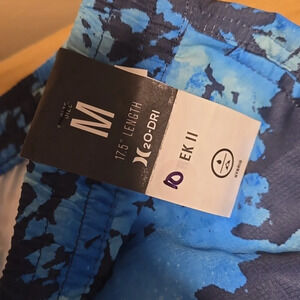 M
17.5" LENGTH
H2O-DRI
EK II